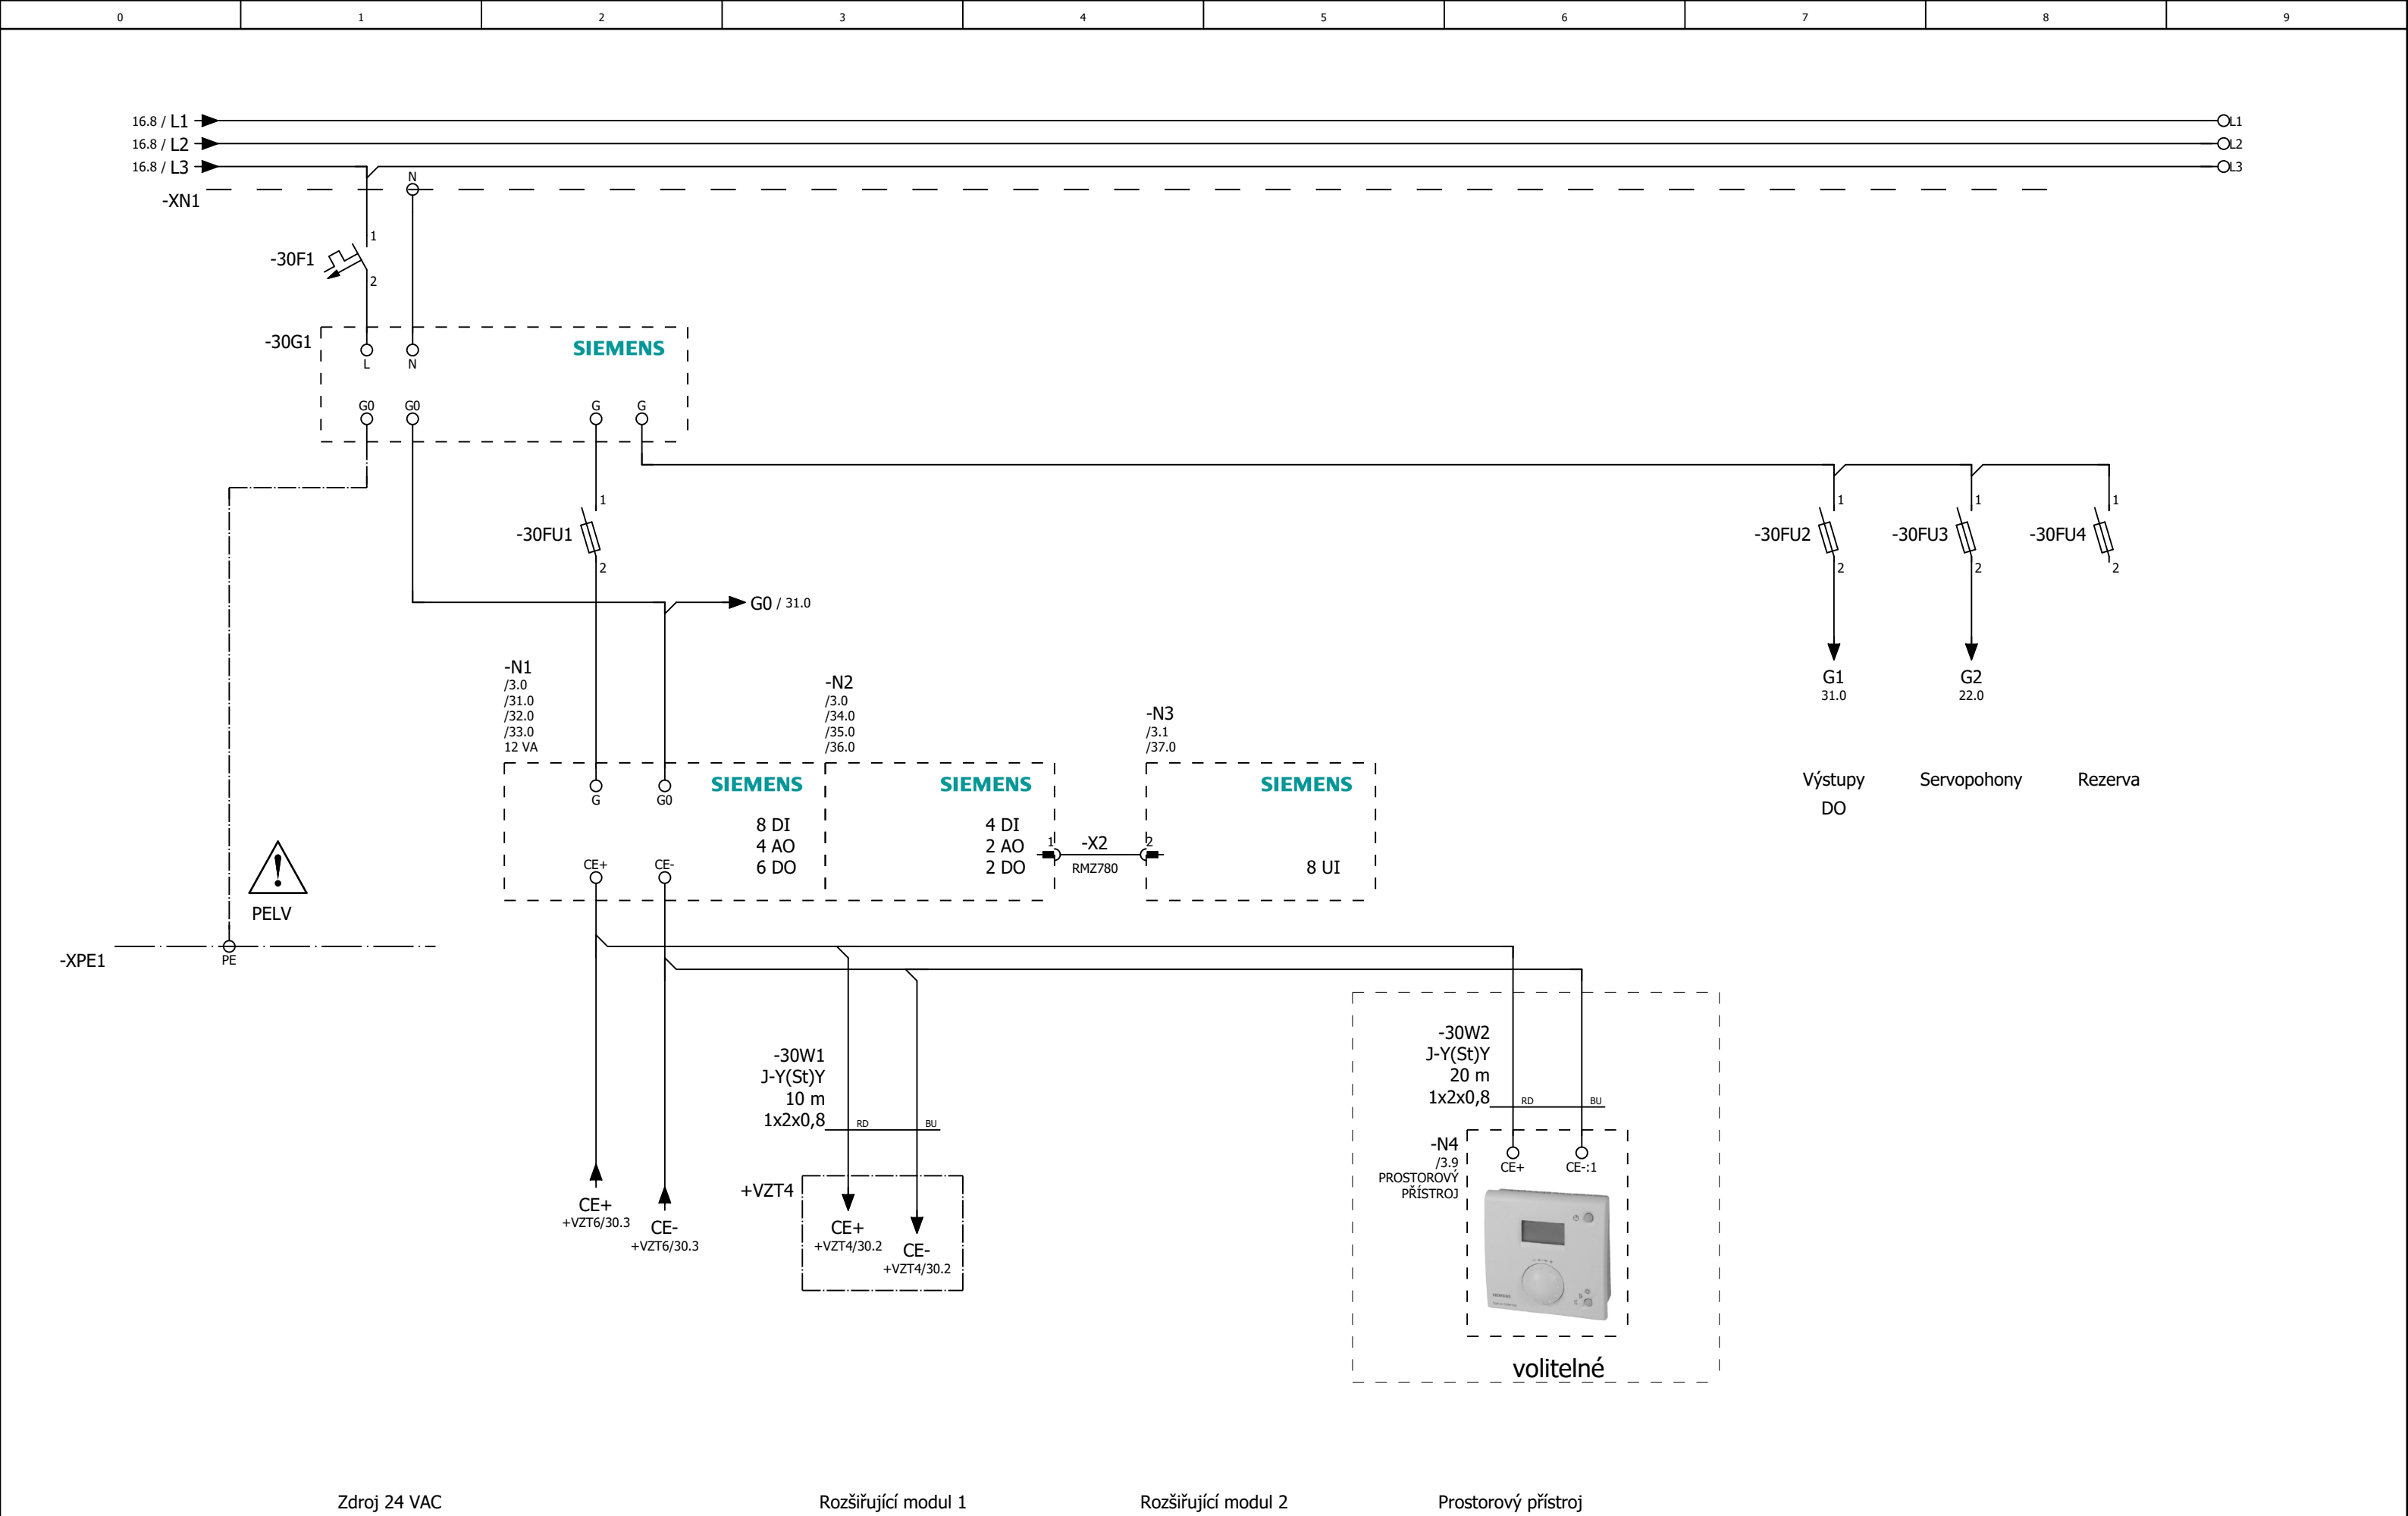 0 1 2 3 4 5 6 7 8 9
16.8 / L1
L1
16.8 / L2
L2
16.8 / L3
L3
N
-XN1
1
-30F1
2
-30G1
SIEMENS
L N
G0 G0 G G
1 1 1 1
-30FU1 -30FU2 -30FU3 -30FU4
2 2 2 2
G0 / 31.0
-N1
/3.0
/31.0
/32.0
/33.0
12 VA
-N2
/3.0
/34.0
/35.0
/36.0
-N3
/3.1
/37.0
G1
31.0
G2
22.0
Výstupy
DO
Servopohony
Rezerva
SIEMENS
G G0
8 DI
4 AO
6 DO
CE+ CE-
SIEMENS
4 DI
2 AO
2 DO
1 -X2 2
RMZ780
SIEMENS
8 UI
PELV
-XPE1
PE
-30W1
J-Y(St)Y
10 m
1x2x0,8
RD BU
-30W2
J-Y(St)Y
20 m
1x2x0,8
RD BU
-N4
/3.9
PROSTOROVÝ
PŘÍSTROJ
CE+ CE-:1
CE+
+VZT6/30.3
CE-
+VZT6/30.3
+VZT4
CE+
+VZT4/30.2
CE-
+VZT4/30.2
SIEMENS
volitelné
Zdroj 24 VAC
Rozšiřující modul 1
Rozšiřující modul 2
Prostorový přístroj